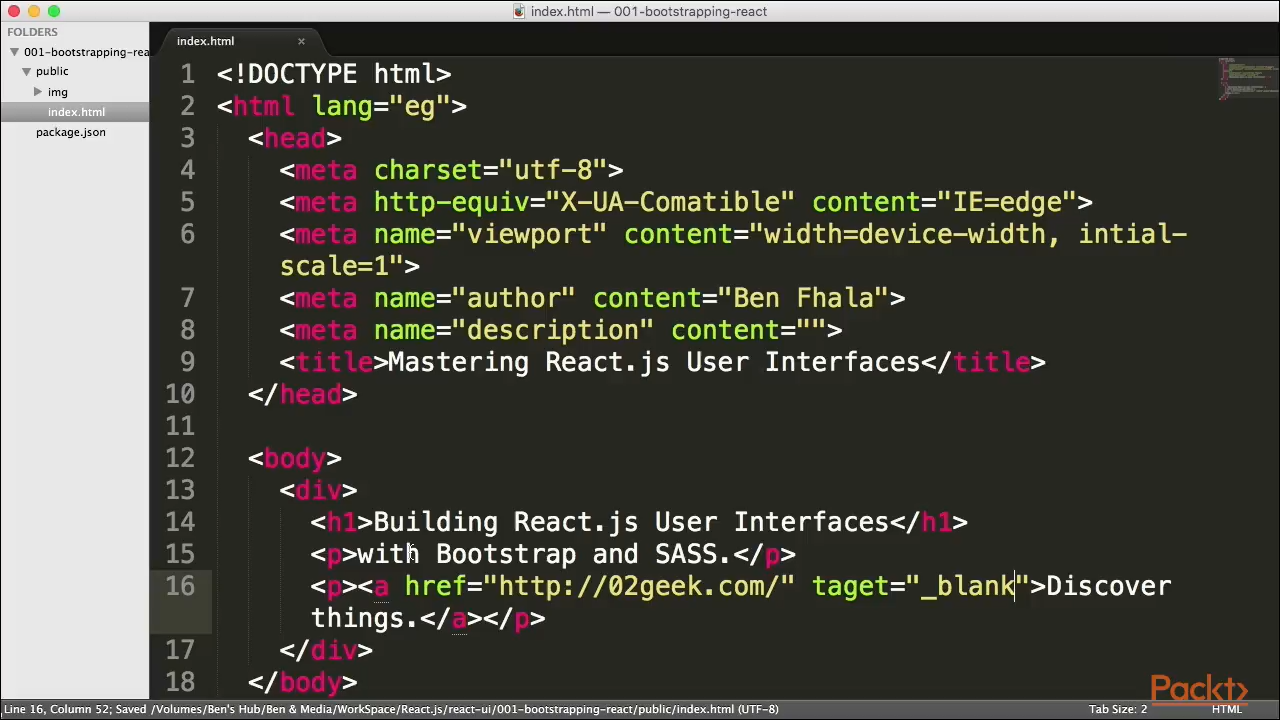 index.html — 001-bootstrapping-react
FOLDERS
001-bootstrapping-rea
public
img
index.html
package.json
index.html ×
1 <!DOCTYPE html>
2 <html lang="eg">
3 <head>
4 <meta charset="utf-8">
5 <meta http-equiv="X-UA-Comatible" content="IE=edge">
6 <meta name="viewport" content="width=device-width, intial-
scale=1">
7 <meta name="author" content="Ben Fhala">
8 <meta name="description" content="">
9 <title>Mastering React.js User Interfaces</title>
10 </head>
11
12 <body>
13 <div>
14 <h1>Building React.js User Interfaces</h1>
15 <p>with Bootstrap and SASS.</p>
16 <p><a href="http://02geek.com/" taget="_blank">Discover
things.</a></p>
17 </div>
18 </body>
Packt>
Line 16, Column 52; Saved /Volumes/Ben's Hub/Ben & Media/WorkSpace/React.js/react-ui/001-bootstrapping-react/public/index.html (UTF-8)
Tab Size: 2
HTML